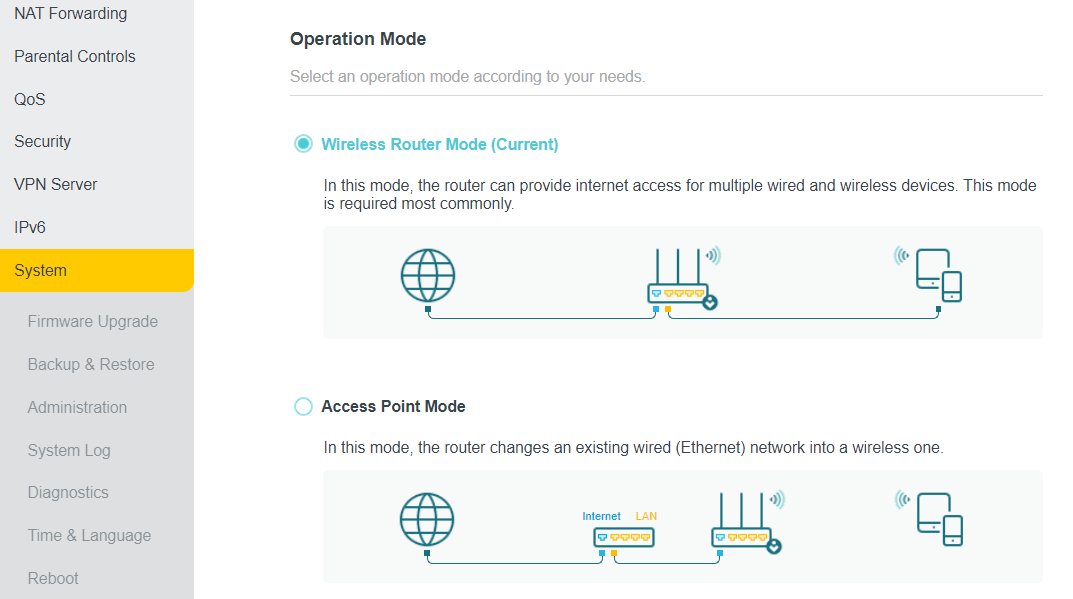 NAT Forwarding
Parental Controls
QoS
Security
VPN Server
IPv6
System
Firmware Upgrade
Backup & Restore
Administration
System Log
Diagnostics
Time & Language
Reboot
Operation Mode
Select an operation mode according to your needs.
Wireless Router Mode (Current)
In this mode, the router can provide internet access for multiple wired and wireless devices. This mode
is required most commonly.
Access Point Mode
In this mode, the router changes an existing wired (Ethernet) network into a wireless one.
Internet LAN